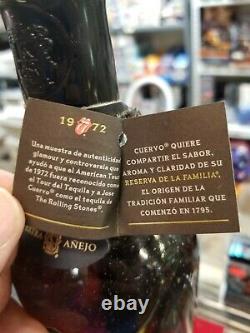 1972
Una muestra de autenticidad
glamour y controversia que
ayudó a que el American Tour
de 1972 fuera reconocido como
el Tour del Tequila y a Jose
Cuervo® como el tequila de
The Rolling Stones®.
CUERVO® QUIERE
COMPARTIR EL SABOR,
AROMA Y CLARIDAD DE SU
RESERVA DE LA FAMILIA®,
EL ORIGEN DE LA
TRADICIÓN FAMILIAR QUE
COMENZÓ EN 1795.
AÑEJO